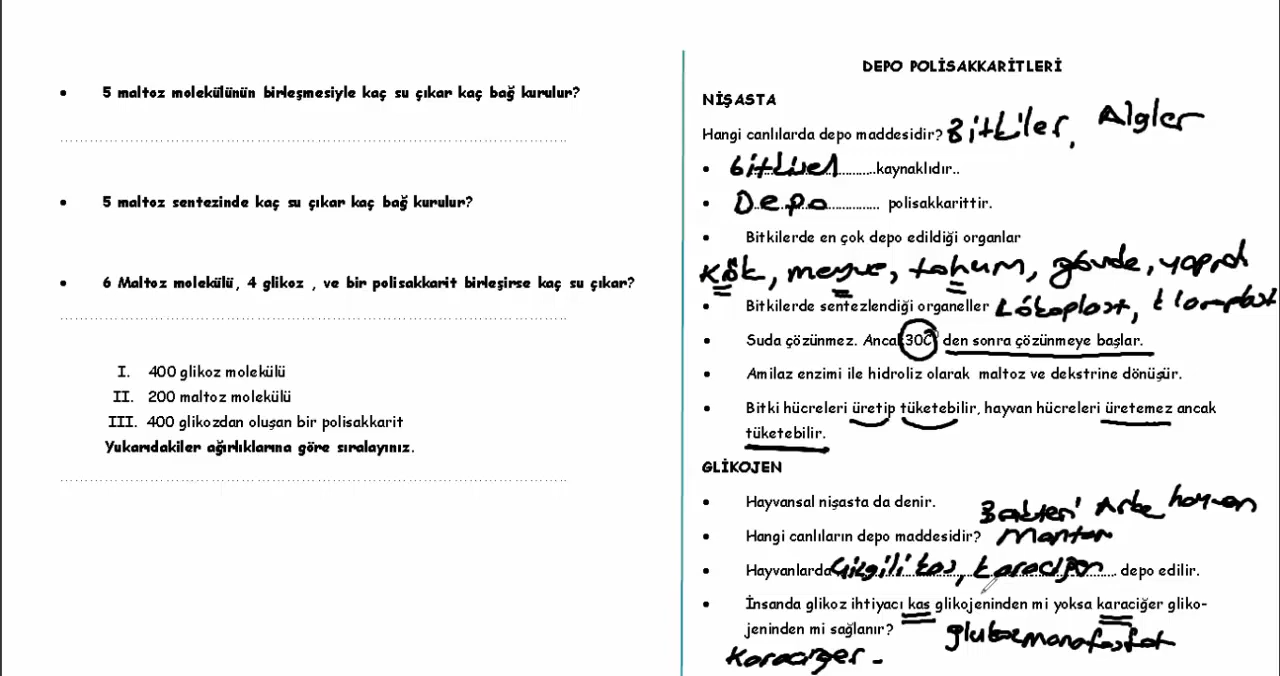 5 maltoz molekülünün birleşmesiyle kaç su çıkar kaç bağ kurulur?
5 maltoz sentezinde kaç su çıkar kaç bağ kurulur?
6 Maltoz molekülü, 4 glikoz , ve bir polisakkarit birleşirse kaç su çıkar?
I. 400 glikoz molekülü
II. 200 maltoz molekülü
III. 400 glikozdan oluşan bir polisakkarit
Yukarıdakiler ağırlıklarına göre sıralayınız.
DEPO POLİSAKKARİTLERİ
NİŞASTA
Hangi canlılarda depo maddesidir? Bitkiler, Algler
bitkisel kaynaklıdır..
Depo polisakkarittir.
Bitkilerde en çok depo edildiği organlar
Kök, meyve, tohum, gövde, yaprak
Bitkilerde sentezlendiği organeller Lökoplast, kloroplast
Suda çözünmez. Ancak 30C den sonra çözünmeye başlar.
Amilaz enzimi ile hidroliz olarak maltoz ve dekstrine dönüşür.
Bitki hücreleri üretip tüketebilir, hayvan hücreleri üretemez ancak
tüketebilir.
GLİKOJEN
Hayvansal nişasta da denir.
Bakteri Arke hayvan
Hangi canlıların depo maddesidir? Mantar
Hayvanlarda Çizgili kas, karaciğer depo edilir.
İnsanda glikoz ihtiyacı kas glikojeninden mi yoksa karaciğer gliko-
jeninden mi sağlanır? glukozmonofosfat
Karaciğer -